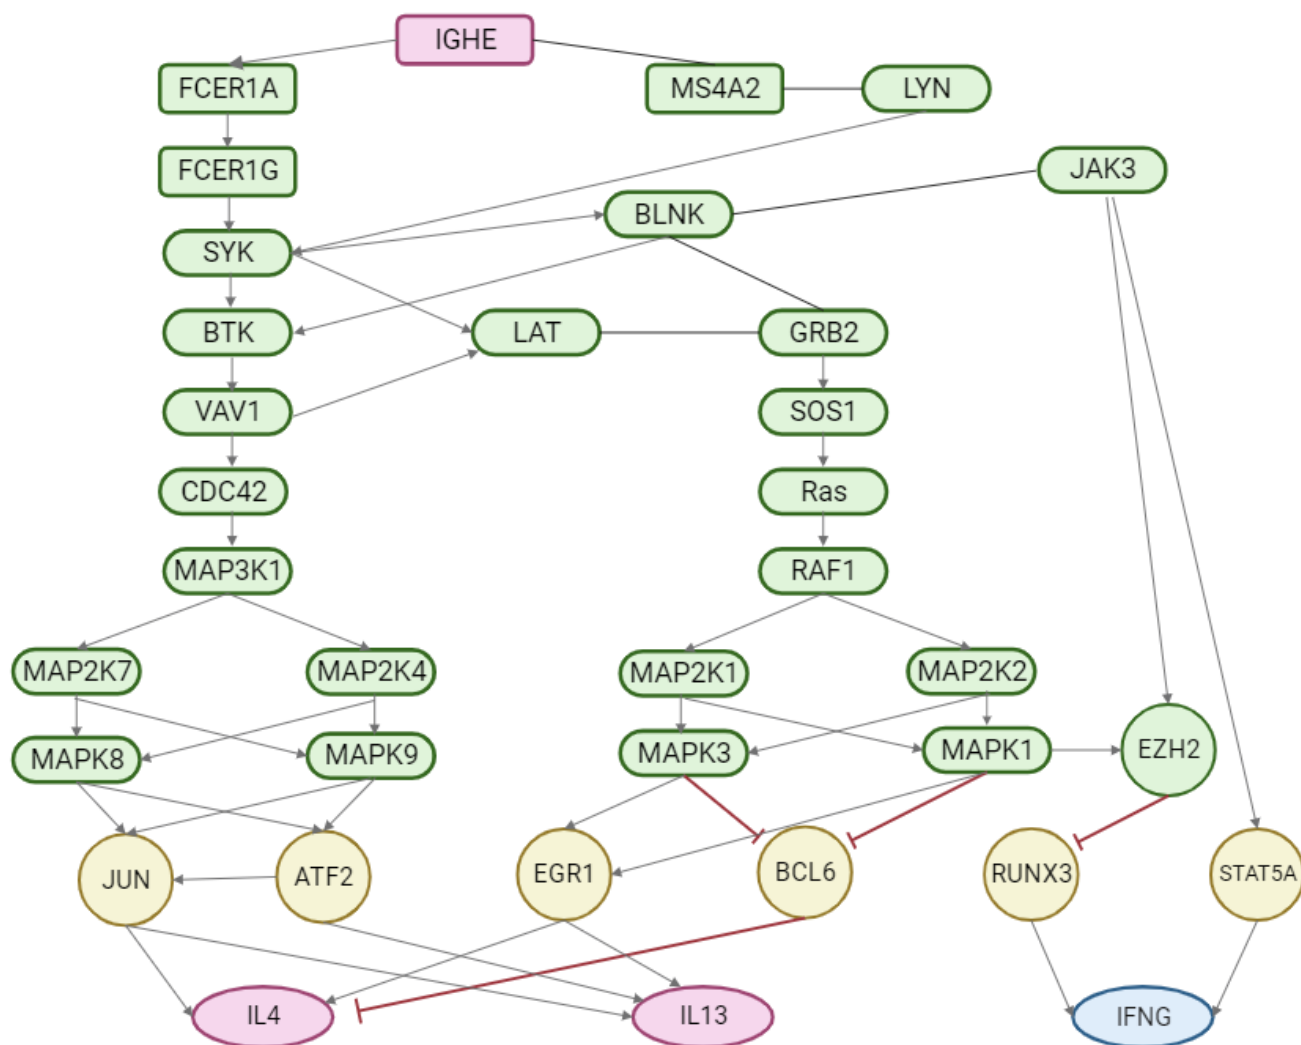 IGHE
FCER1A
MS4A2
LYN
FCER1G
JAK3
BLNK
SYK
BTK
LAT
GRB2
VAV1
SOS1
CDC42
Ras
MAP3K1
RAF1
MAP2K7
MAP2K4
MAP2K1
MAP2K2
MAPK8
MAPK9
MAPK3
MAPK1
EZH2
JUN
ATF2
EGR1
BCL6
RUNX3
STAT5A
IL4
IL13
IFNG